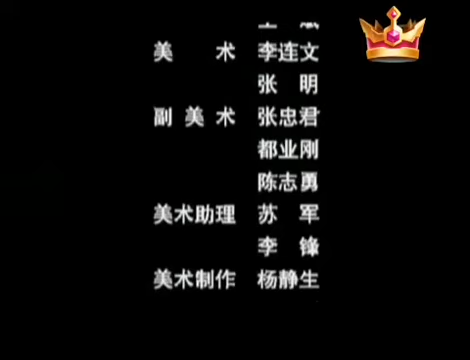 美 术 李连文
张 明
副 美 术 张忠君
都业刚
陈志勇
美术助理 苏 军
李 锋
美术制作 杨静生